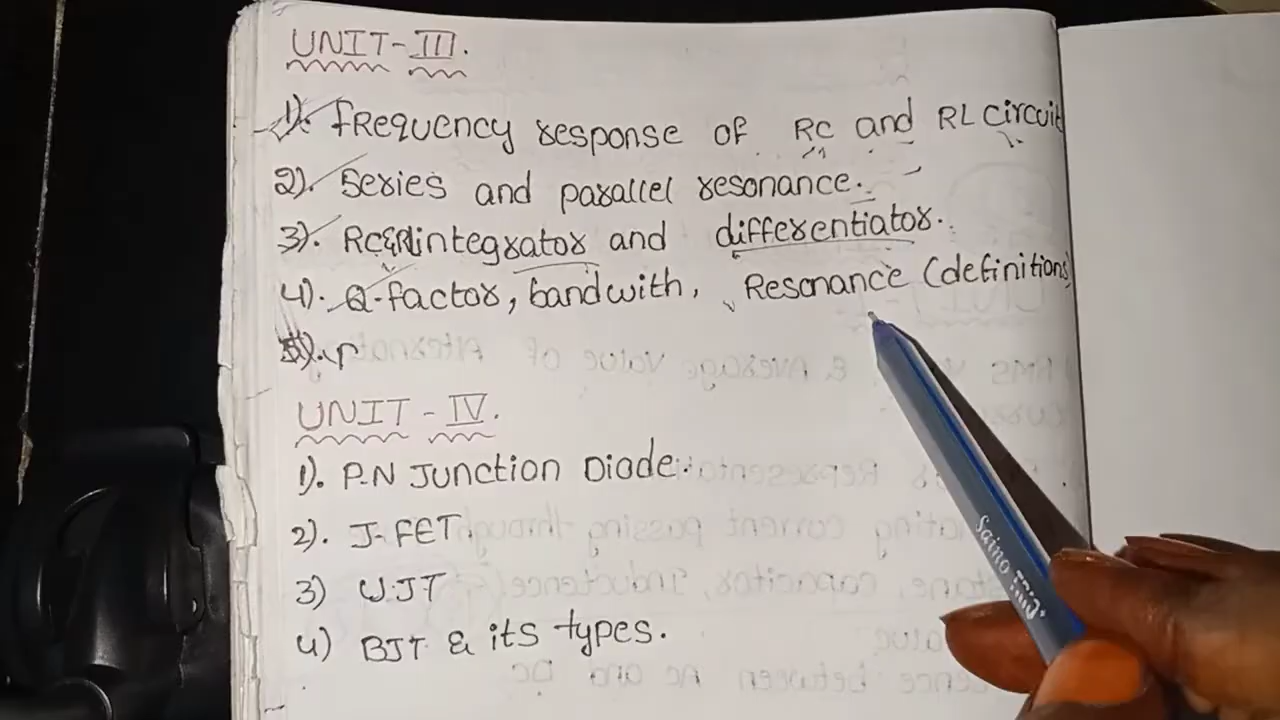 UNIT-III.
1). FRequency response of RC and RL circuit
2). Series and parallel resonance.
3). RC&RL integrator and differentiator.
4). Q-factor, bandwith, Resonance (definitions)
UNIT-IV.
1). P-N Junction Diode.
2). J-FET.
3) UJT
4) BJT & its types.
Saino